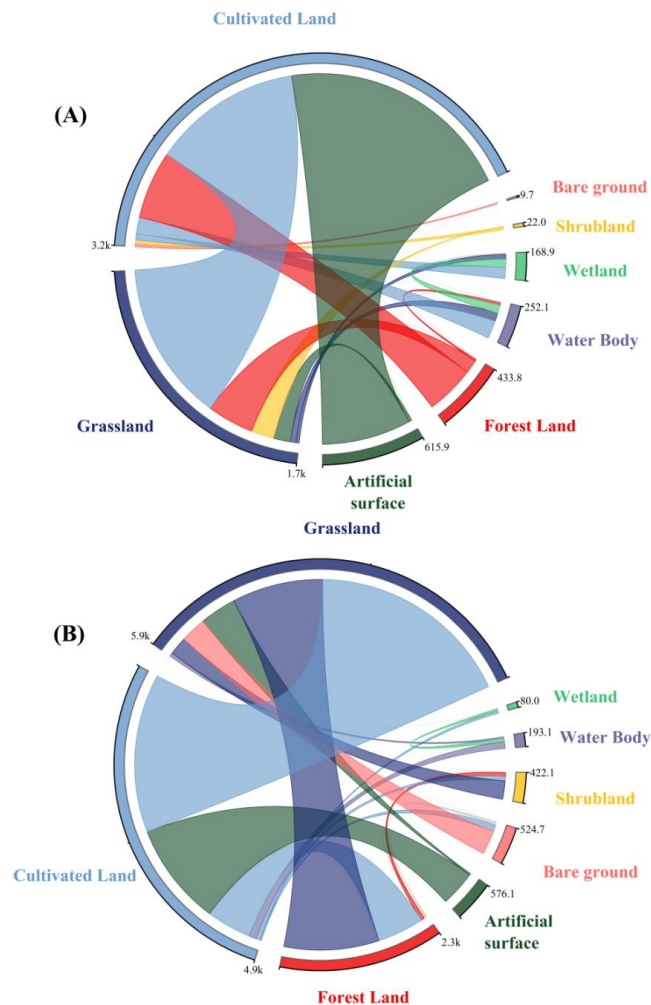 Cultivated Land
(A)
9.7
Bare ground
22.0
Shrubland
3.2k
168.9
Wetland
252.1
Water Body
433.8
Grassland
Forest Land
1.7k
615.9
Artificial
surface
Grassland
(B)
5.9k
80.0
Wetland
193.1
Water Body
422.1
Shrubland
524.7
Bare ground
Cultivated Land
576.1
Artificial
surface
2.3k
4.9k
Forest Land